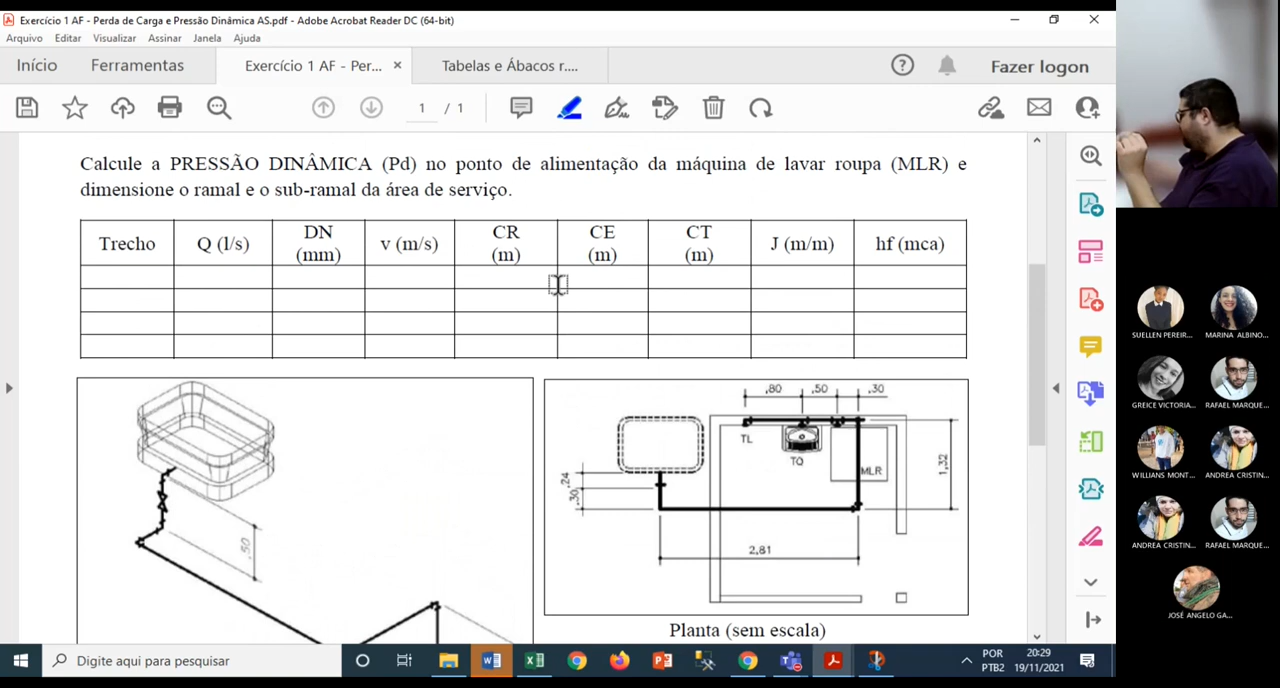 Exercício 1 AF - Perda de Carga e Pressão Dinâmica AS.pdf - Adobe Acrobat Reader DC (64-bit)
Arquivo Editar Visualizar Assinar Janela Ajuda
Início Ferramentas Exercício 1 AF - Per... × Tabelas e Ábacos r.... Fazer logon
1 / 1
Calcule a PRESSÃO DINÂMICA (Pd) no ponto de alimentação da máquina de lavar roupa (MLR) e
dimensione o ramal e o sub-ramal da área de serviço.
Trecho Q (l/s) DN (mm) v (m/s) CR (m) CE (m) CT (m) J (m/m) hf (mca)
,50
,80 ,50 ,30
TL
TQ
MLR
,24
,30
1,32
2,81
Planta (sem escala)
SUELLEN PEREIR... MARINA ALBINO...
GREICE VICTORIA... RAFAEL MARQUE...
WILLIANS MONT... ANDREA CRISTIN...
ANDREA CRISTIN... RAFAEL MARQUE...
JOSÉ ANGELO GA...
Digite aqui para pesquisar
POR
PTB2
20:29
19/11/2021